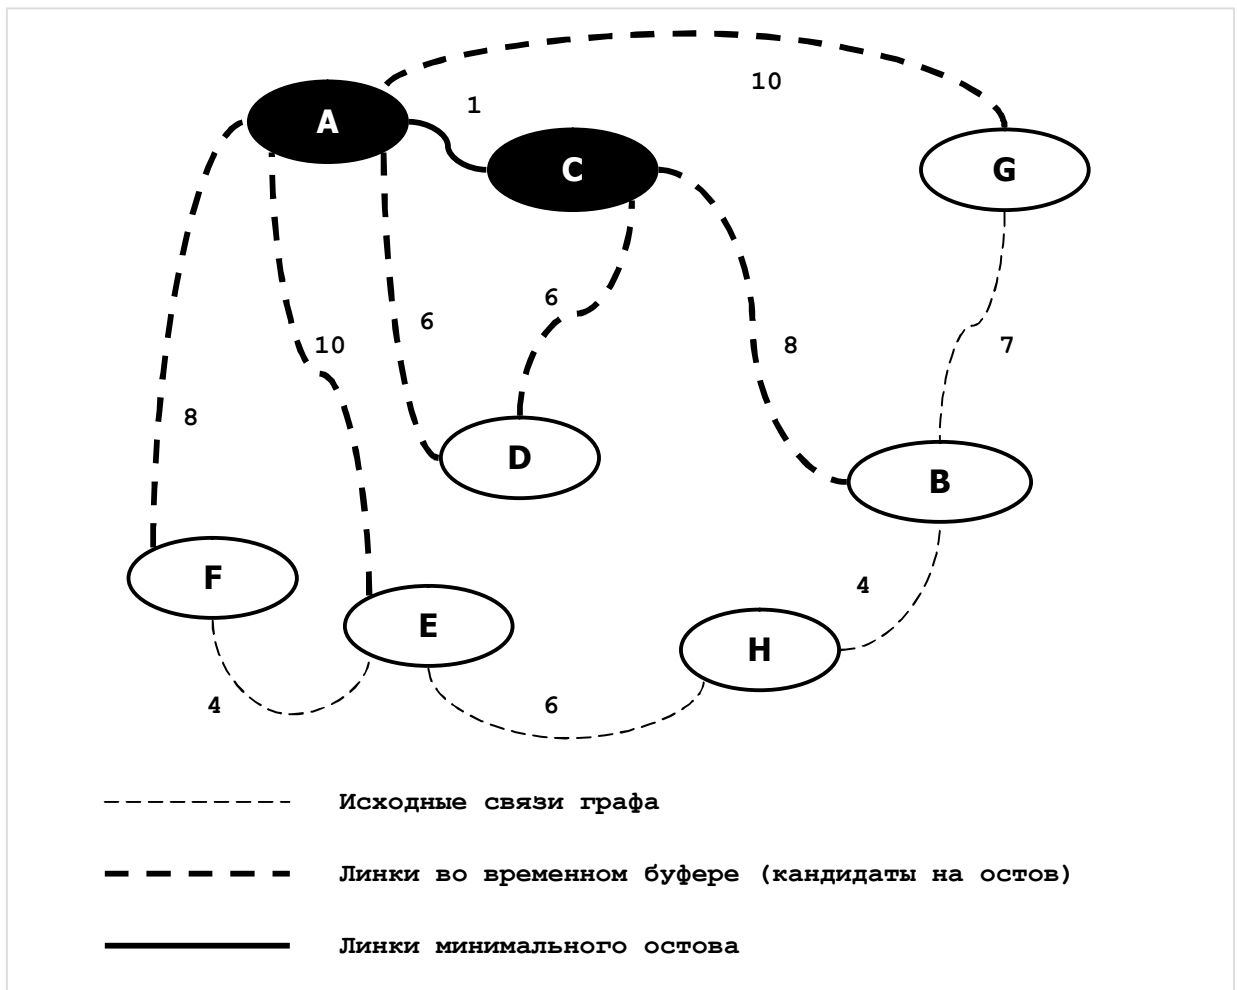 10
1
A
C
G
6
6
10
8
7
8
D
B
F
4
E
H
4
6
Исходные связи графа
Линки во временном буфере (кандидаты на остов)
Линки минимального остова